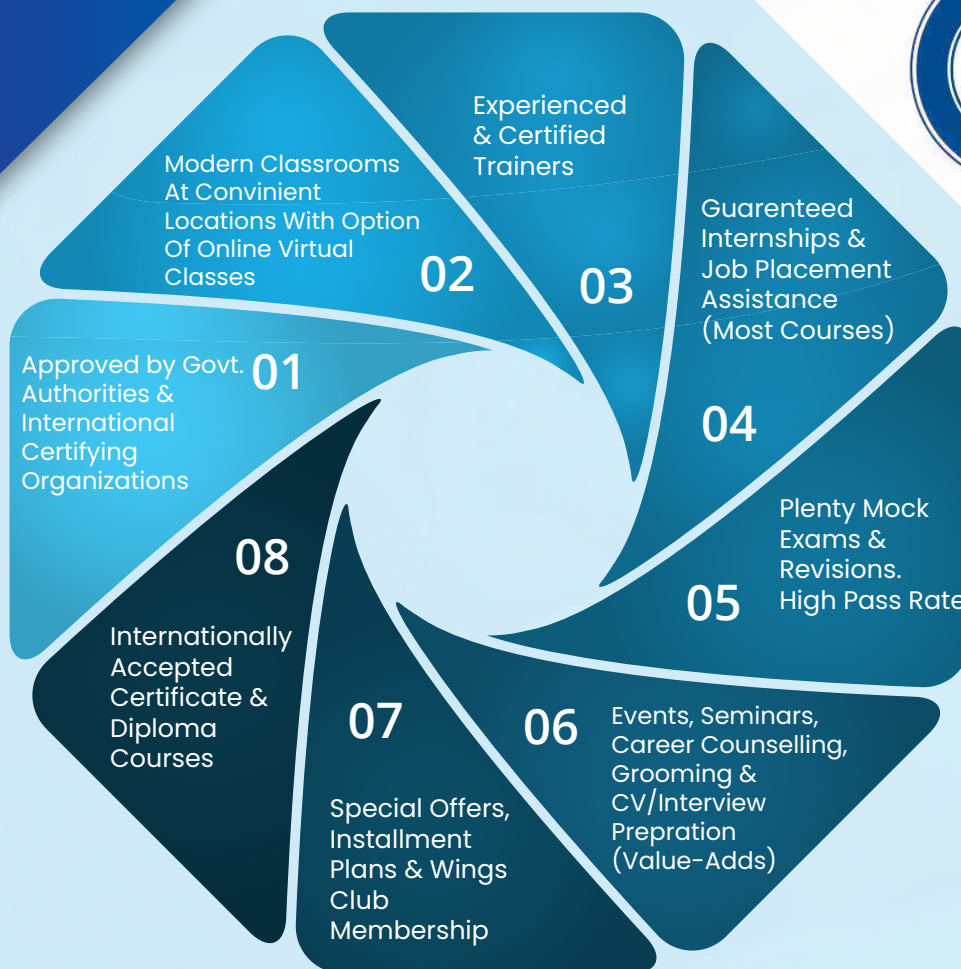 01
Approved by Govt.
Authorities &
International
Certifying
Organizations
02
Modern Classrooms
At Convinient
Locations With Option
Of Online Virtual
Classes
03
Experienced
& Certified
Trainers
04
Guarenteed
Internships &
Job Placement
Assistance
(Most Courses)
05
Plenty Mock
Exams &
Revisions.
High Pass Rate
06
Events, Seminars,
Career Counselling,
Grooming &
CV/Interview
Prepration
(Value-Adds)
07
Special Offers,
Installment
Plans & Wings
Club
Membership
08
Internationally
Accepted
Certificate &
Diploma
Courses